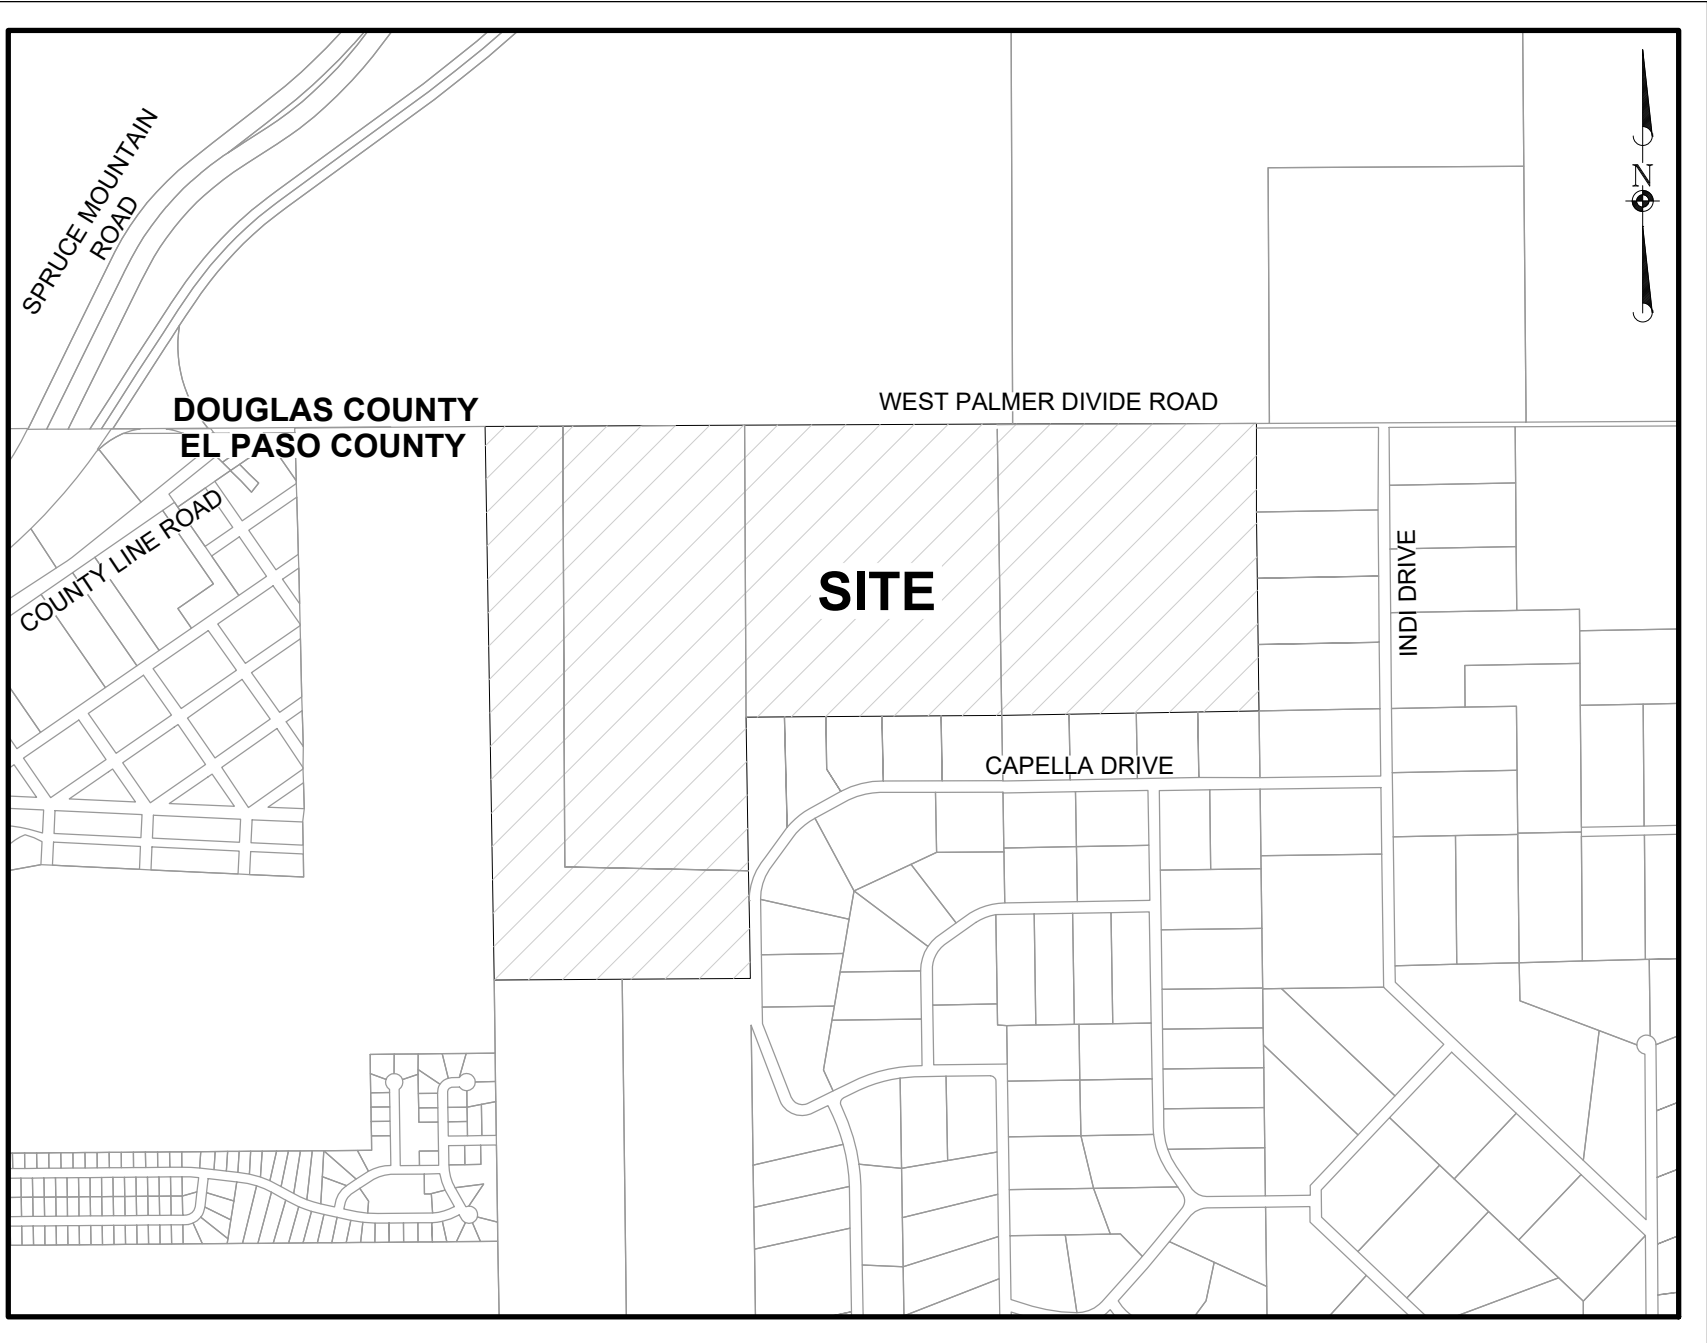 SPRUCE MOUNTAIN
ROAD
N
DOUGLAS COUNTY
EL PASO COUNTY
WEST PALMER DIVIDE ROAD
COUNTY LINE ROAD
SITE
INDI DRIVE
CAPELLA DRIVE